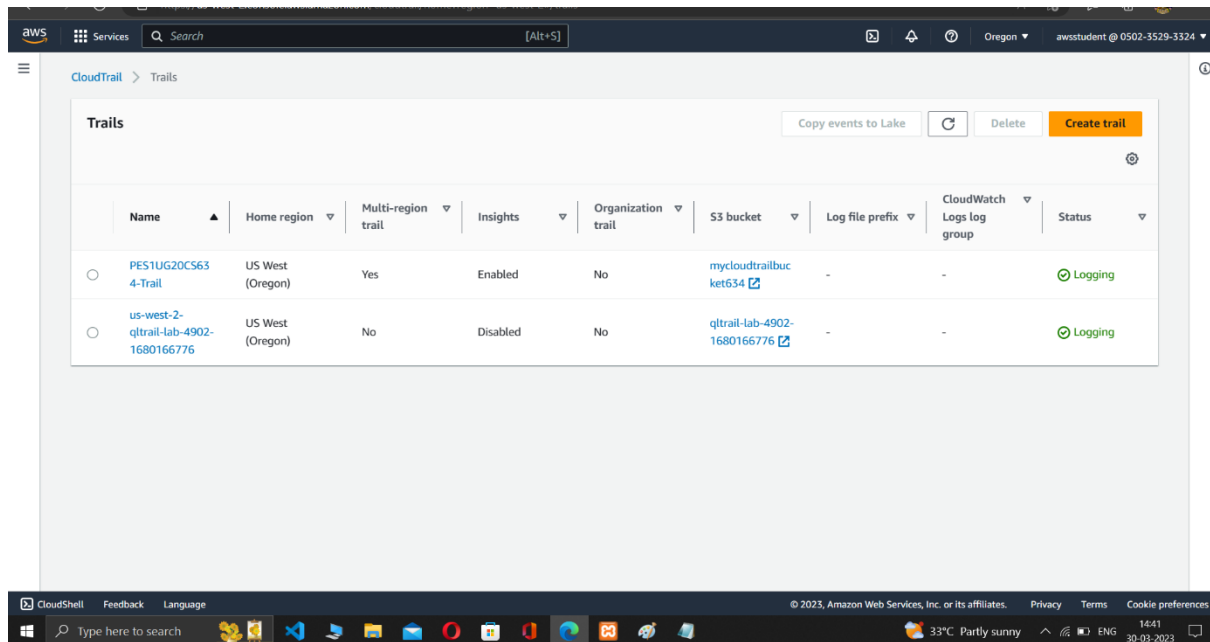 aws Services Search [Alt+S] Oregon awsstudent @ 0502-3529-3324
CloudTrail > Trails
Trails Copy events to Lake Delete Create trail
Name Home region Multi-region trail Insights Organization trail S3 bucket Log file prefix CloudWatch Logs log group Status
PES1UG20CS63 US West Yes Enabled No mycloudtrailbuc - - Logging
4-Trail (Oregon) ket634
us-west-2-
qltrail-lab-4902- US West No Disabled No qltrail-lab-4902- - - Logging
1680166776 (Oregon) 1680166776
CloudShell Feedback Language © 2023, Amazon Web Services, Inc. or its affiliates. Privacy Terms Cookie preferences
Type here to search 33°C Partly sunny ENG 14:41
30-03-2023